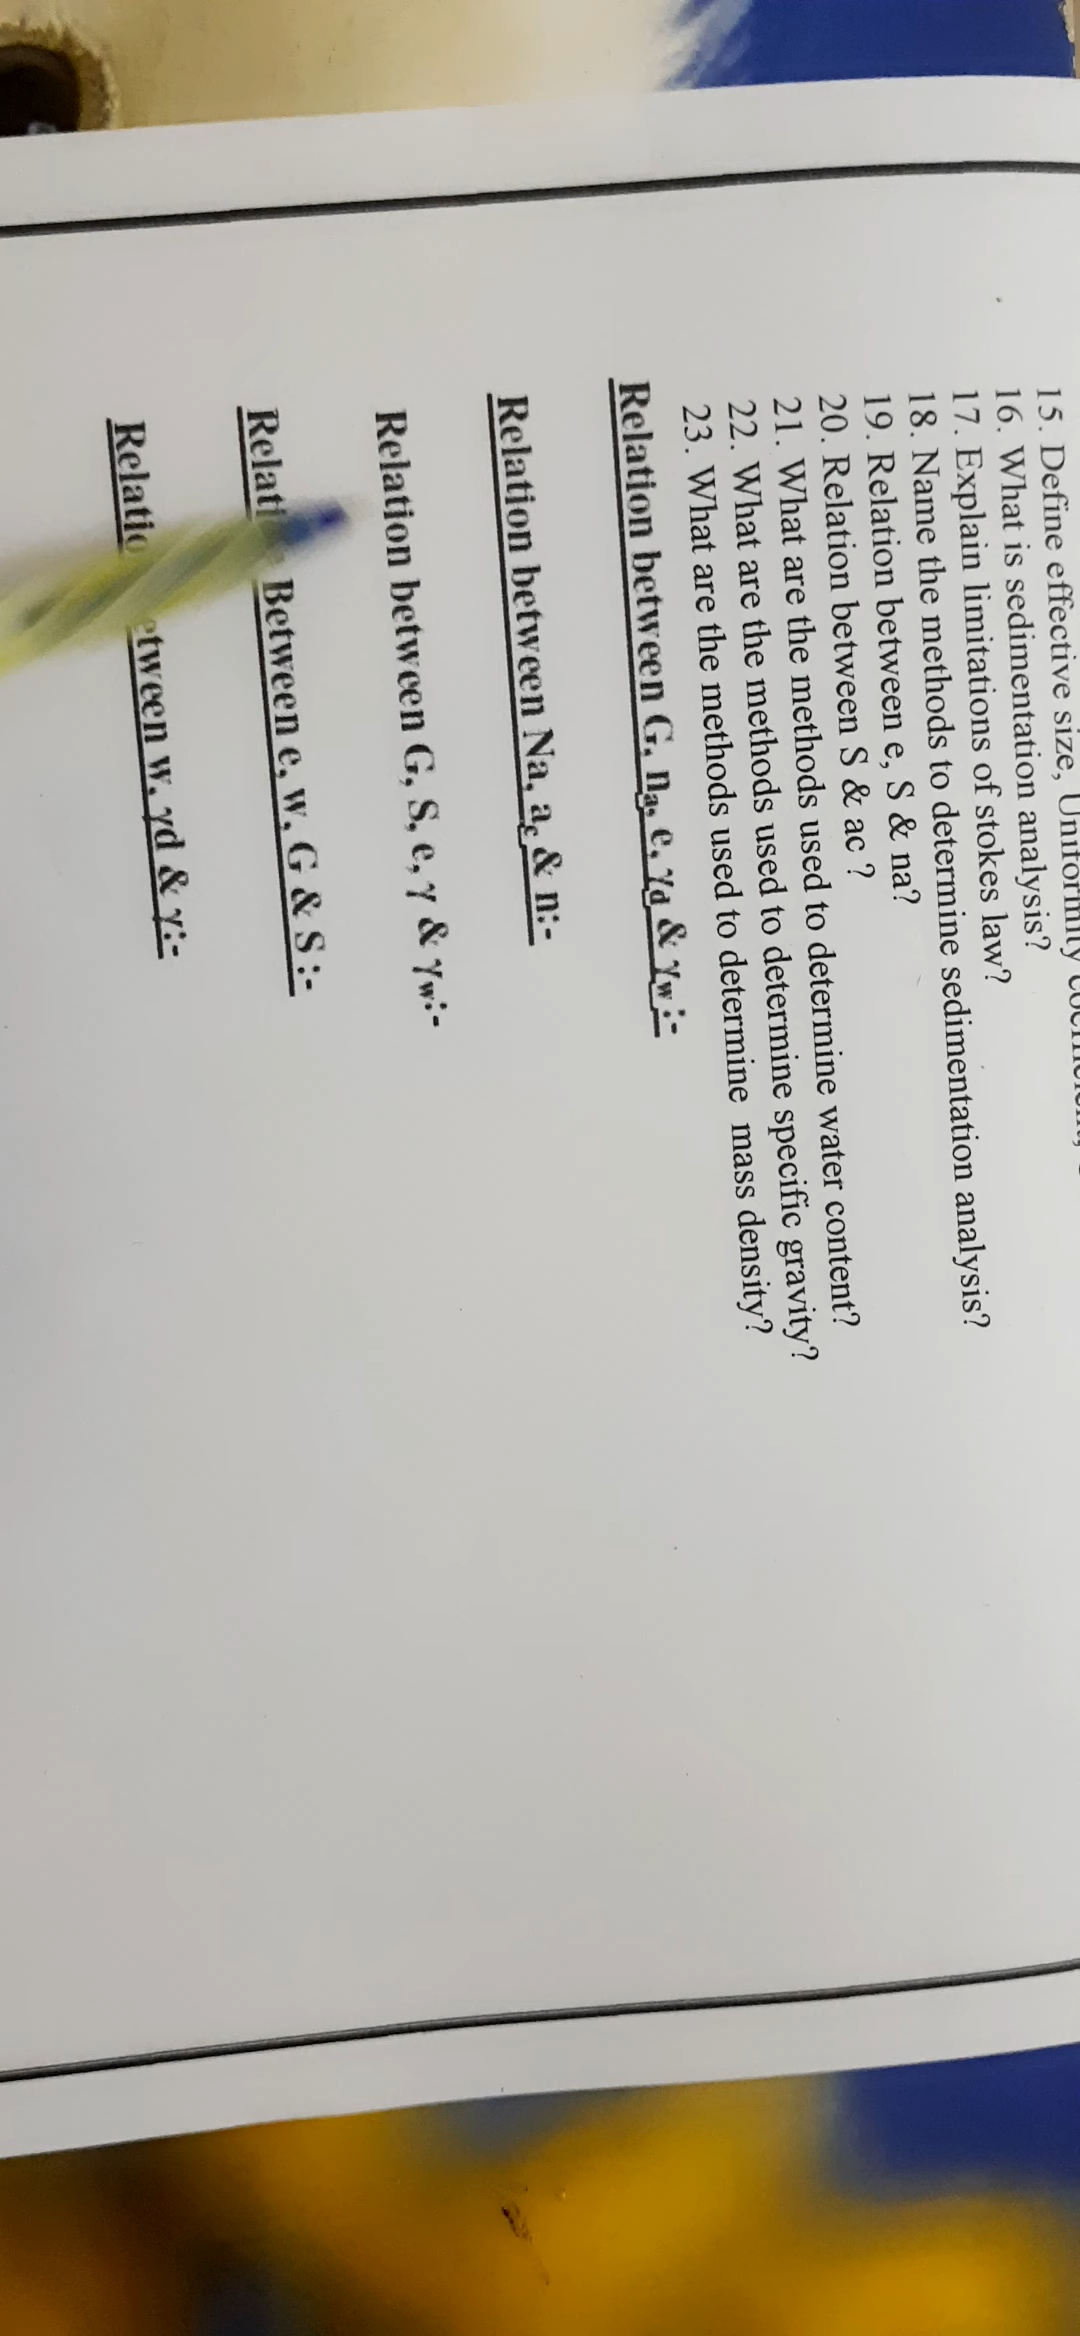 15. Define effective size, Uniformity
16. What is sedimentation analysis?
17. Explain limitations of stokes law?
18. Name the methods to determine sedimentation analysis?
19. Relation between e, S & na?
20. Relation between S & ac ?
21. What are the methods used to determine water content?
22. What are the methods used to determine specific gravity?
23. What are the methods used to determine mass density?
Relation between G, na, e, γd & γw :-
Relation between Na, ac & n:-
Relation between G, S, e, γ & γw:-
Between e, w, G & S :-
w, γd & γ:-